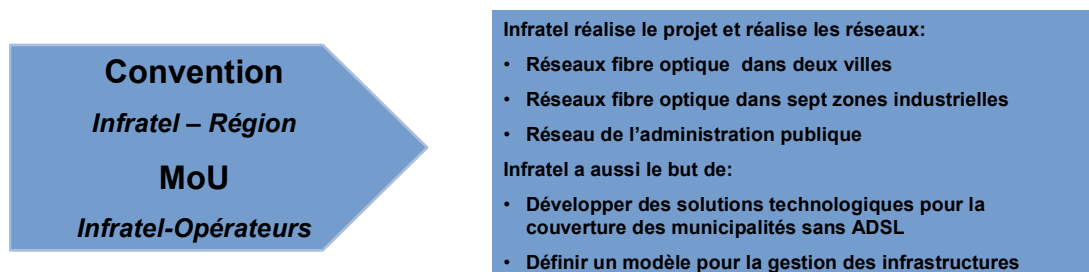 Convention
Infratel – Région
MoU
Infratel-Opérateurs
Infratel réalise le projet et réalise les réseaux:
• Réseaux fibre optique dans deux villes
• Réseaux fibre optique dans sept zones industrielles
• Réseau de l’administration publique
Infratel a aussi le but de:
• Développer des solutions technologiques pour la
couverture des municipalités sans ADSL
• Définir un modèle pour la gestion des infrastructures